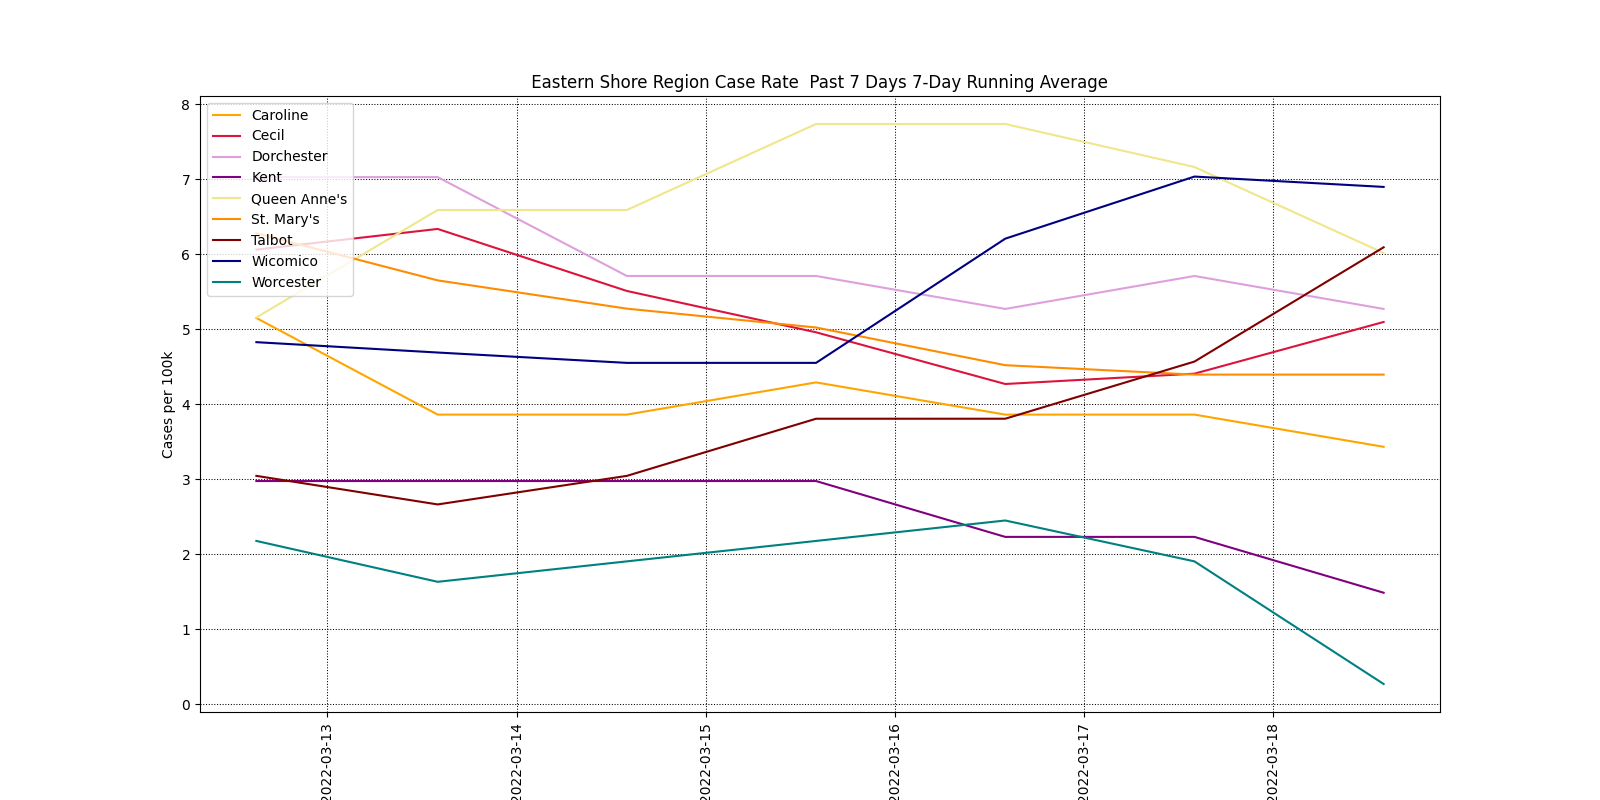 Eastern Shore Region Case Rate  Past 7 Days 7-Day Running Average
8
7
6
5
4
3
2
1
0
Cases per 100k
Caroline
Cecil
Dorchester
Kent
Queen Anne's
St. Mary's
Talbot
Wicomico
Worcester
2022-03-13
2022-03-14
2022-03-15
2022-03-16
2022-03-17
2022-03-18